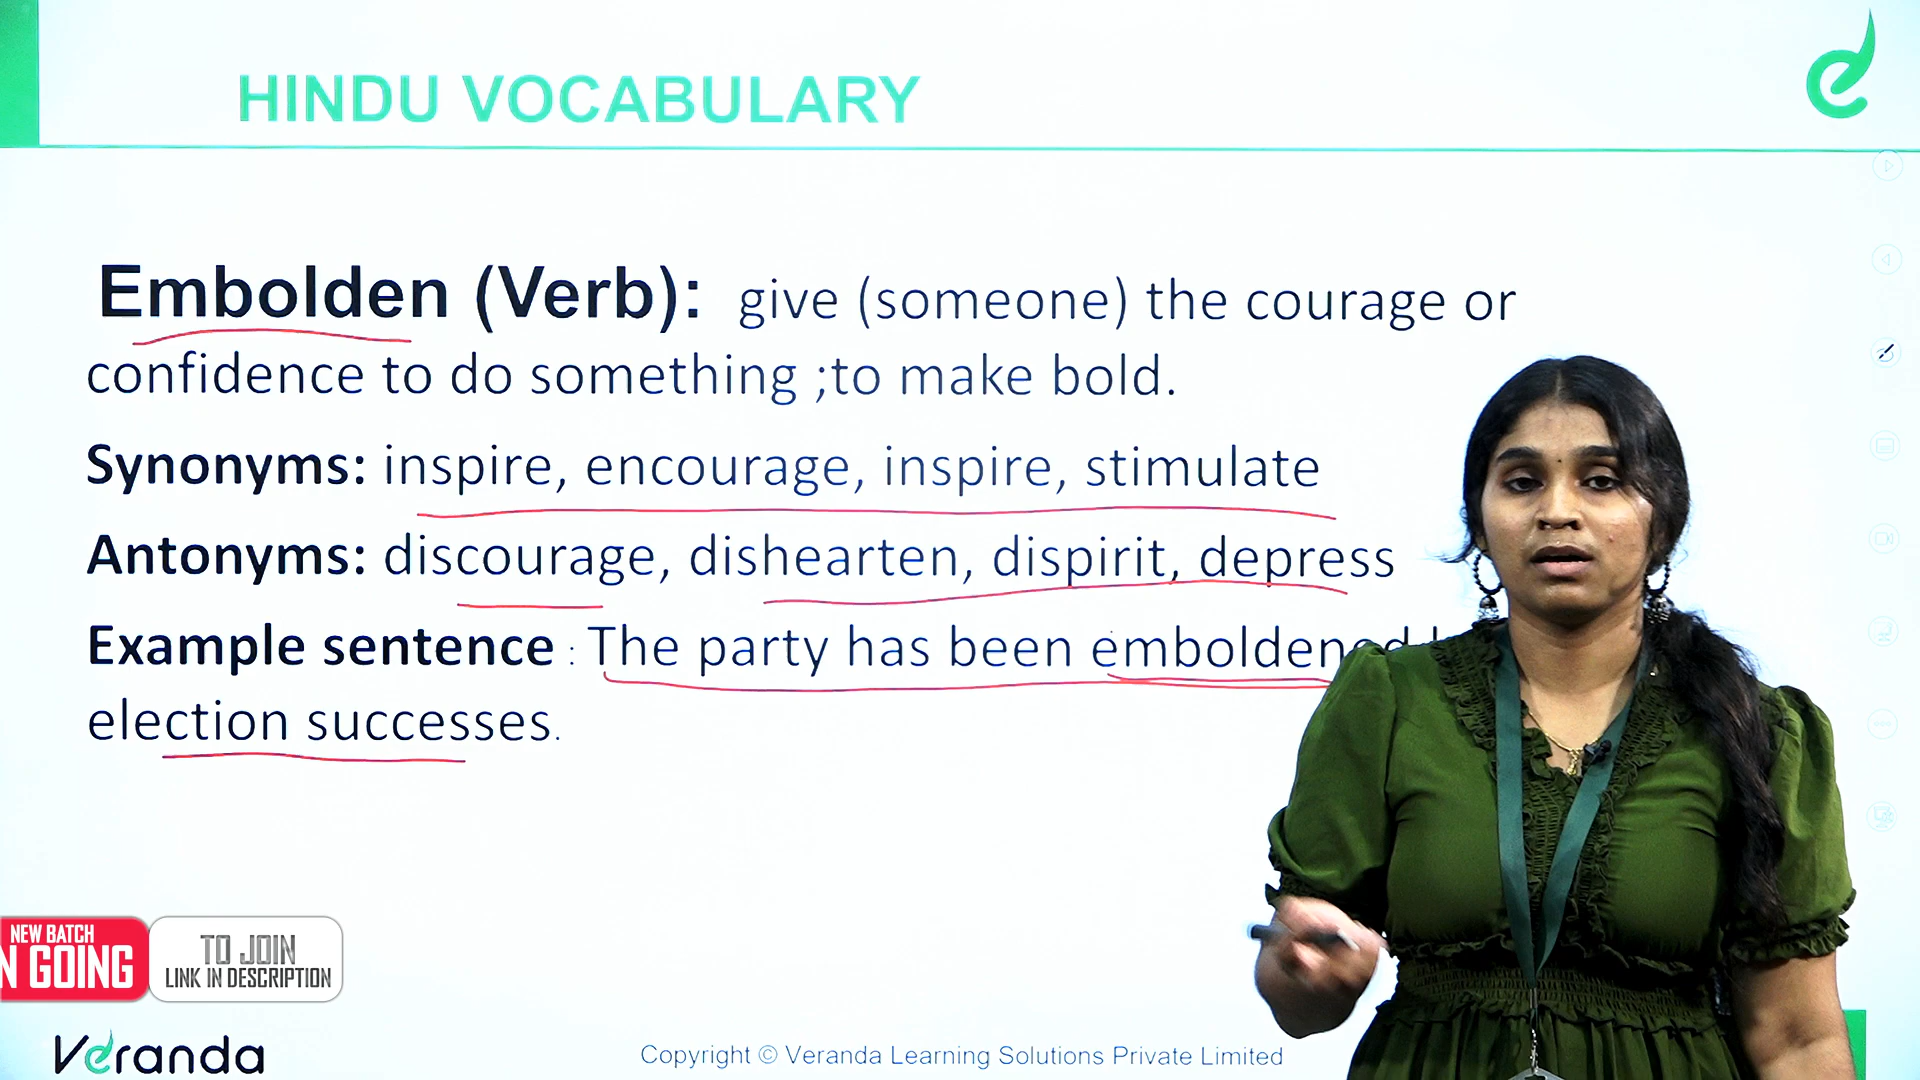 HINDU VOCABULARY
Embolden (Verb): give (someone) the courage or
confidence to do something ;to make bold.
Synonyms: inspire, encourage, inspire, stimulate
Antonyms: discourage, dishearten, dispirit, depress
Example sentence : The party has been emboldened
election successes.
NEW BATCH
N GOING
TO JOIN
LINK IN DESCRIPTION
Veranda
Copyright © Veranda Learning Solutions Private Limited